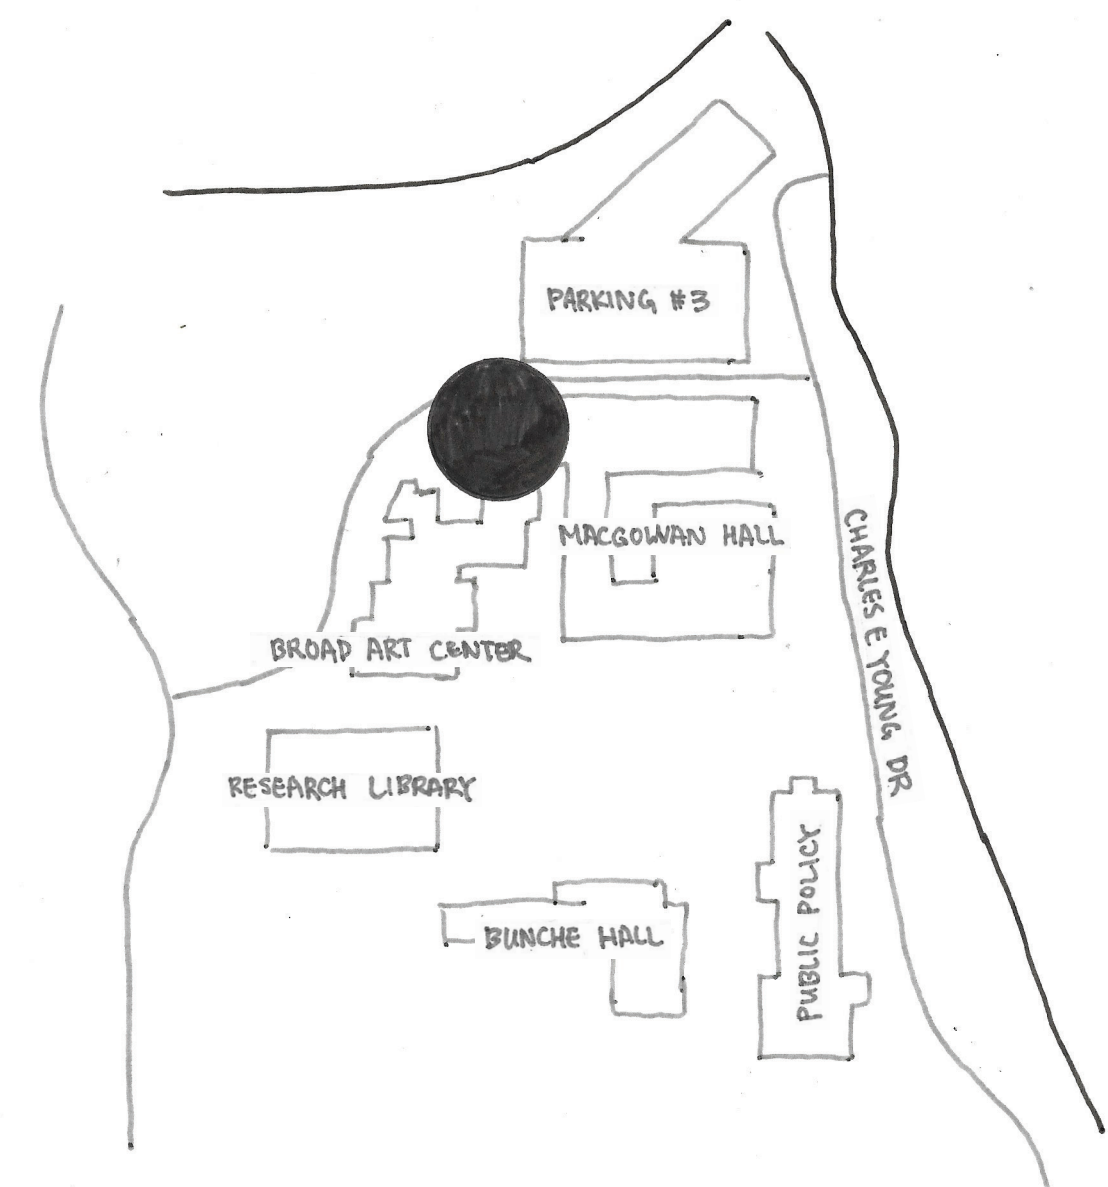 PARKING #3
MACGOWAN HALL
CHARLES E YOUNG DR
BROAD ART CENTER
RESEARCH LIBRARY
PUBLIC POLICY
BUNCHE HALL